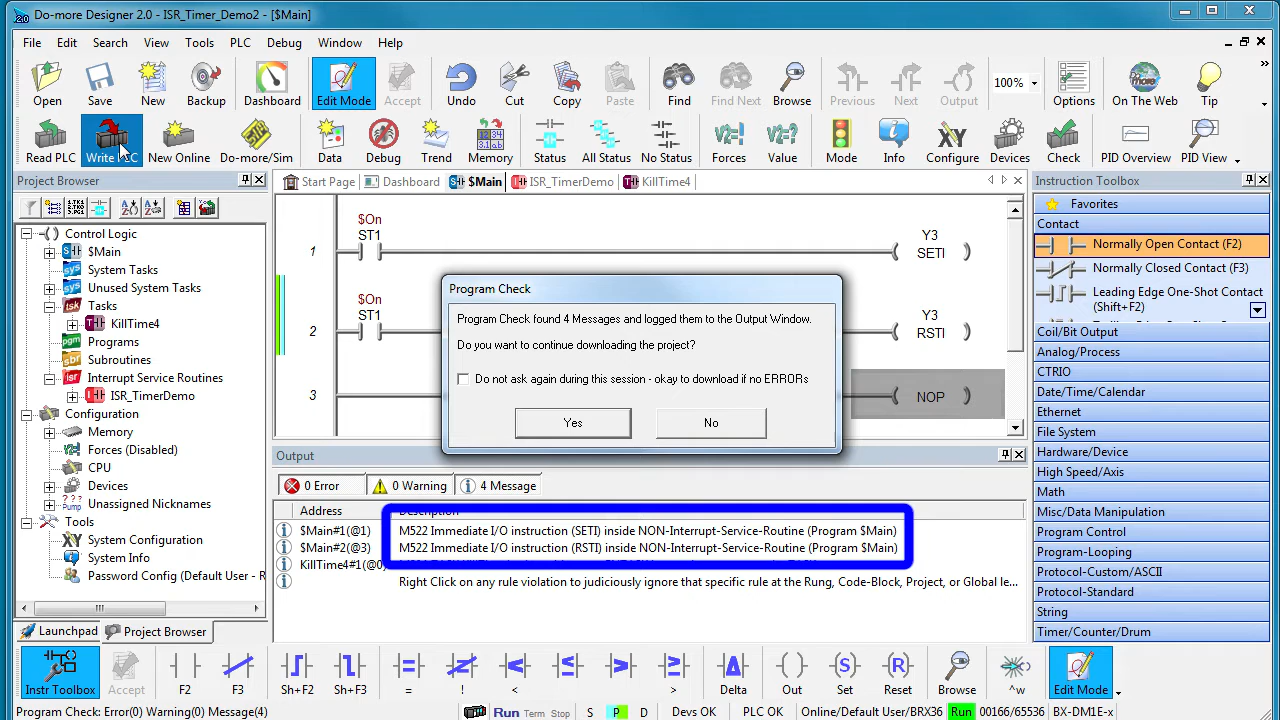 Do-more Designer 2.0 - ISR_Timer_Demo2 - [$Main]
File Edit Search View Tools PLC Debug Window Help
Open Save New Backup Dashboard Edit Mode Accept Undo Cut Copy Paste Find Find Next Browse Previous Next Output 100% Options On The Web Tip
Read PLC Write New Online Do-more/Sim Data Debug Trend Memory Status All Status No Status Forces Value Mode Info Configure Devices Check PID Overview PID View
Project Browser
Start Page Dashboard $Main ISR_TimerDemo KillTime4
Instruction Toolbox
Control Logic
$Main
System Tasks
Unused System Tasks
Tasks
KillTime4
Programs
Subroutines
Interrupt Service Routines
ISR_TimerDemo
Configuration
Memory
Forces (Disabled)
CPU
Devices
Unassigned Nicknames
Tools
System Configuration
System Info
Password Config (Default User - R
Launchpad Project Browser
$On
ST1
1
Y3
SETI
$On
ST1
2
Y3
RSTI
3
NOP
Program Check
Program Check found 4 Messages and logged them to the Output Window.
Do you want to continue downloading the project?
Do not ask again during this session - okay to download if no ERRORs
Yes No
Output
0 Error 0 Warning 4 Message
Address Description
$Main#1(@1) M522 Immediate I/O instruction (SETI) inside NON-Interrupt-Service-Routine (Program $Main)
$Main#2(@3) M522 Immediate I/O instruction (RSTI) inside NON-Interrupt-Service-Routine (Program $Main)
KillTime4#1(@0)
Right Click on any rule violation to judiciously ignore that specific rule at the Rung, Code-Block, Project, or Global le...
Favorites
Contact
Normally Open Contact (F2)
Normally Closed Contact (F3)
Leading Edge One-Shot Contact
(Shift+F2)
Coil/Bit Output
Analog/Process
CTRIO
Date/Time/Calendar
Ethernet
File System
Hardware/Device
High Speed/Axis
Math
Misc/Data Manipulation
Program Control
Program-Looping
Protocol-Custom/ASCII
Protocol-Standard
String
Timer/Counter/Drum
Instr Toolbox Accept F2 F3 Sh+F2 Sh+F3 = ! < > Delta Out Set Reset Browse ^w Edit Mode
Program Check: Error(0) Warning(0) Message(4) Run Term Stop S P D Devs OK PLC OK Online/Default User/BRX36 Run 00166/65536 BX-DM1E-x